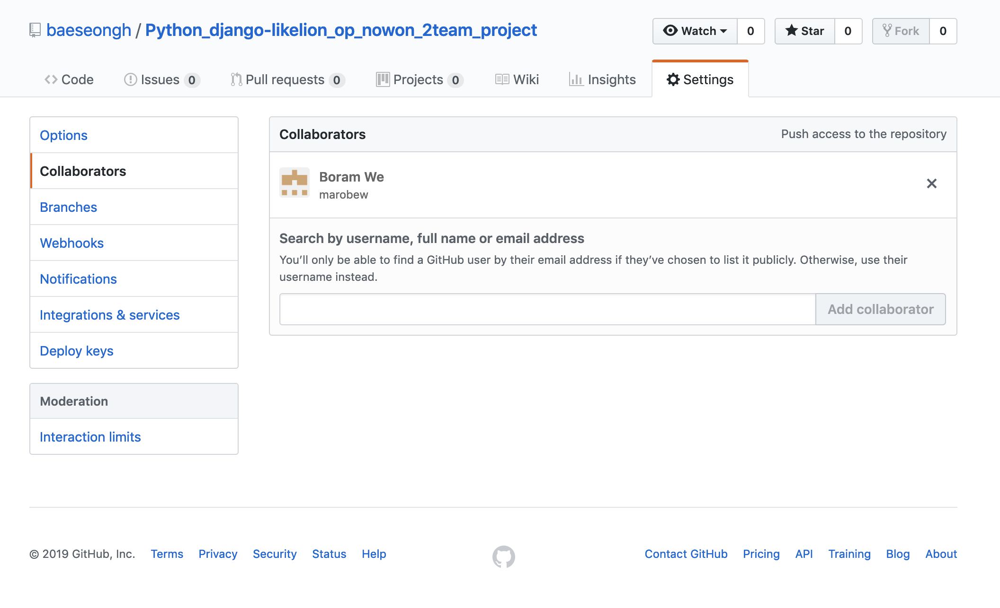 baeseongh / Python_django-likelion_op_nowon_2team_project
Watch 0 Star 0 Fork 0
Code Issues 0 Pull requests 0 Projects 0 Wiki Insights Settings
Options
Collaborators
Branches
Webhooks
Notifications
Integrations & services
Deploy keys
Moderation
Interaction limits
Collaborators Push access to the repository
Boram We
marobew
Search by username, full name or email address
You’ll only be able to find a GitHub user by their email address if they’ve chosen to list it publicly. Otherwise, use their
username instead.
Add collaborator
© 2019 GitHub, Inc. Terms Privacy Security Status Help Contact GitHub Pricing API Training Blog About